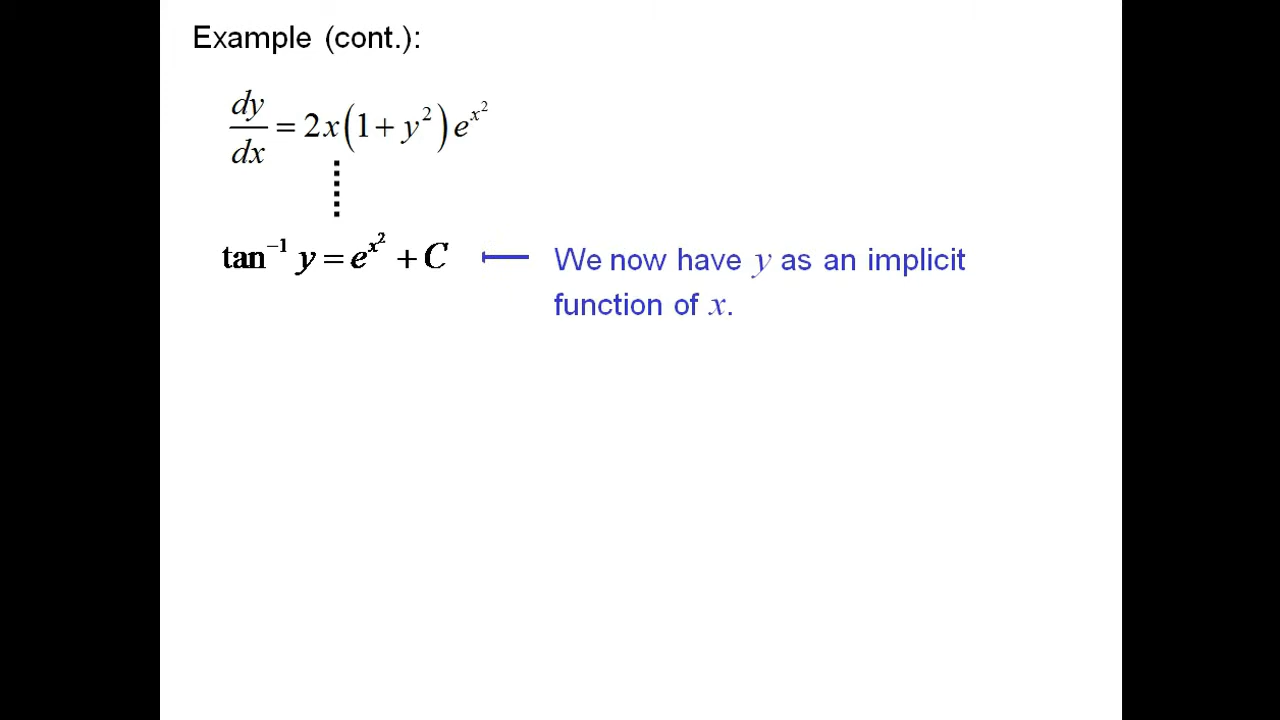 Example (cont.):
dy/dx = 2x(1 + y²)e^{x²}
tan⁻¹ y = e^{x²} + C
We now have y as an implicit
function of x.